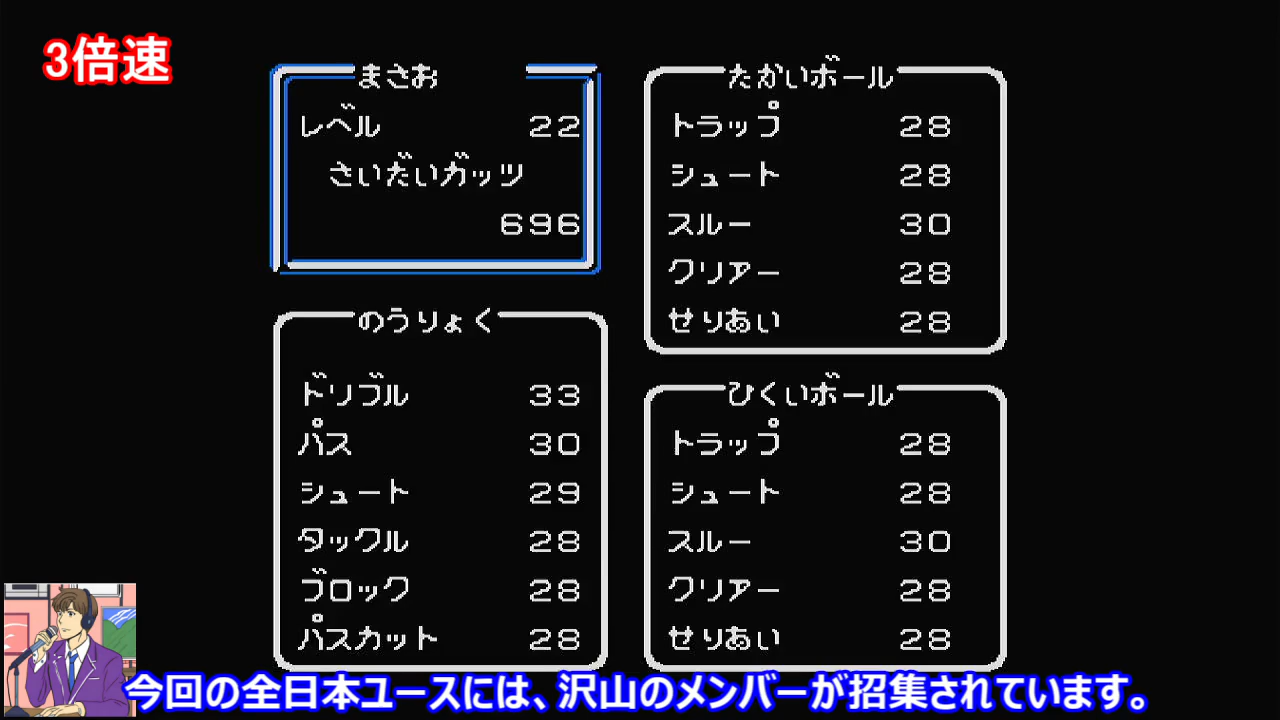 3倍速
まさお
レベル 22
さいだいガッツ
696
のうりょく
ドリブル 33
パス 30
シュート 29
タックル 28
ブロック 28
パスカット 28
たかいボール
トラップ 28
シュート 28
スルー 30
クリアー 28
せりあい 28
ひくいボール
トラップ 28
シュート 28
スルー 30
クリアー 28
せりあい 28
今回の全日本ユースには、沢山のメンバーが招集されています。